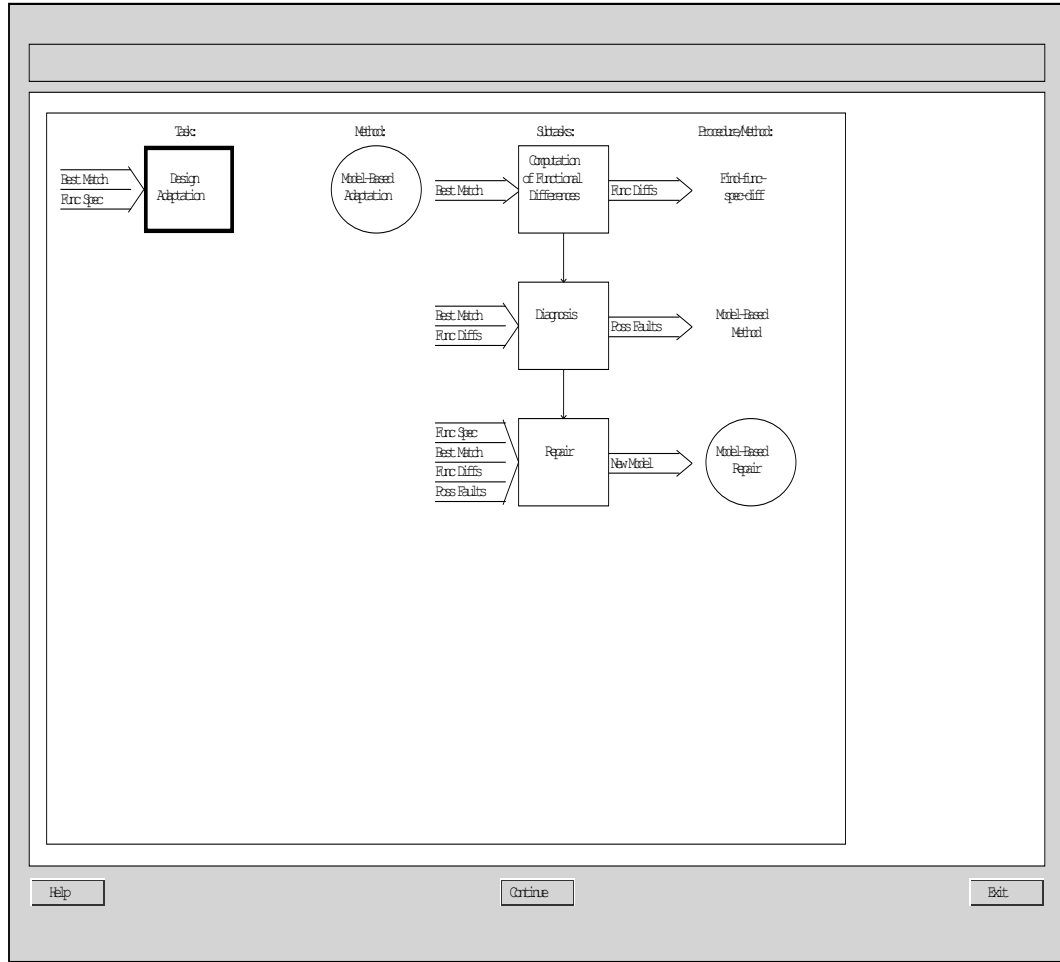 Task:
Method:
Subtasks:
Procedure/Method:
Best Match
Func Spec
Design
Adaptation
Model-Based
Adaptation
Best Match
Computation
of Functional
Differences
Func Diffs
Find-func-
spec-diff
Best Match
Func Diffs
Diagnosis
Poss Faults
Model-Based
Method
Func Spec
Best Match
Func Diffs
Poss Faults
Repair
New Model
Model-Based
Repair
Help
Continue
Exit